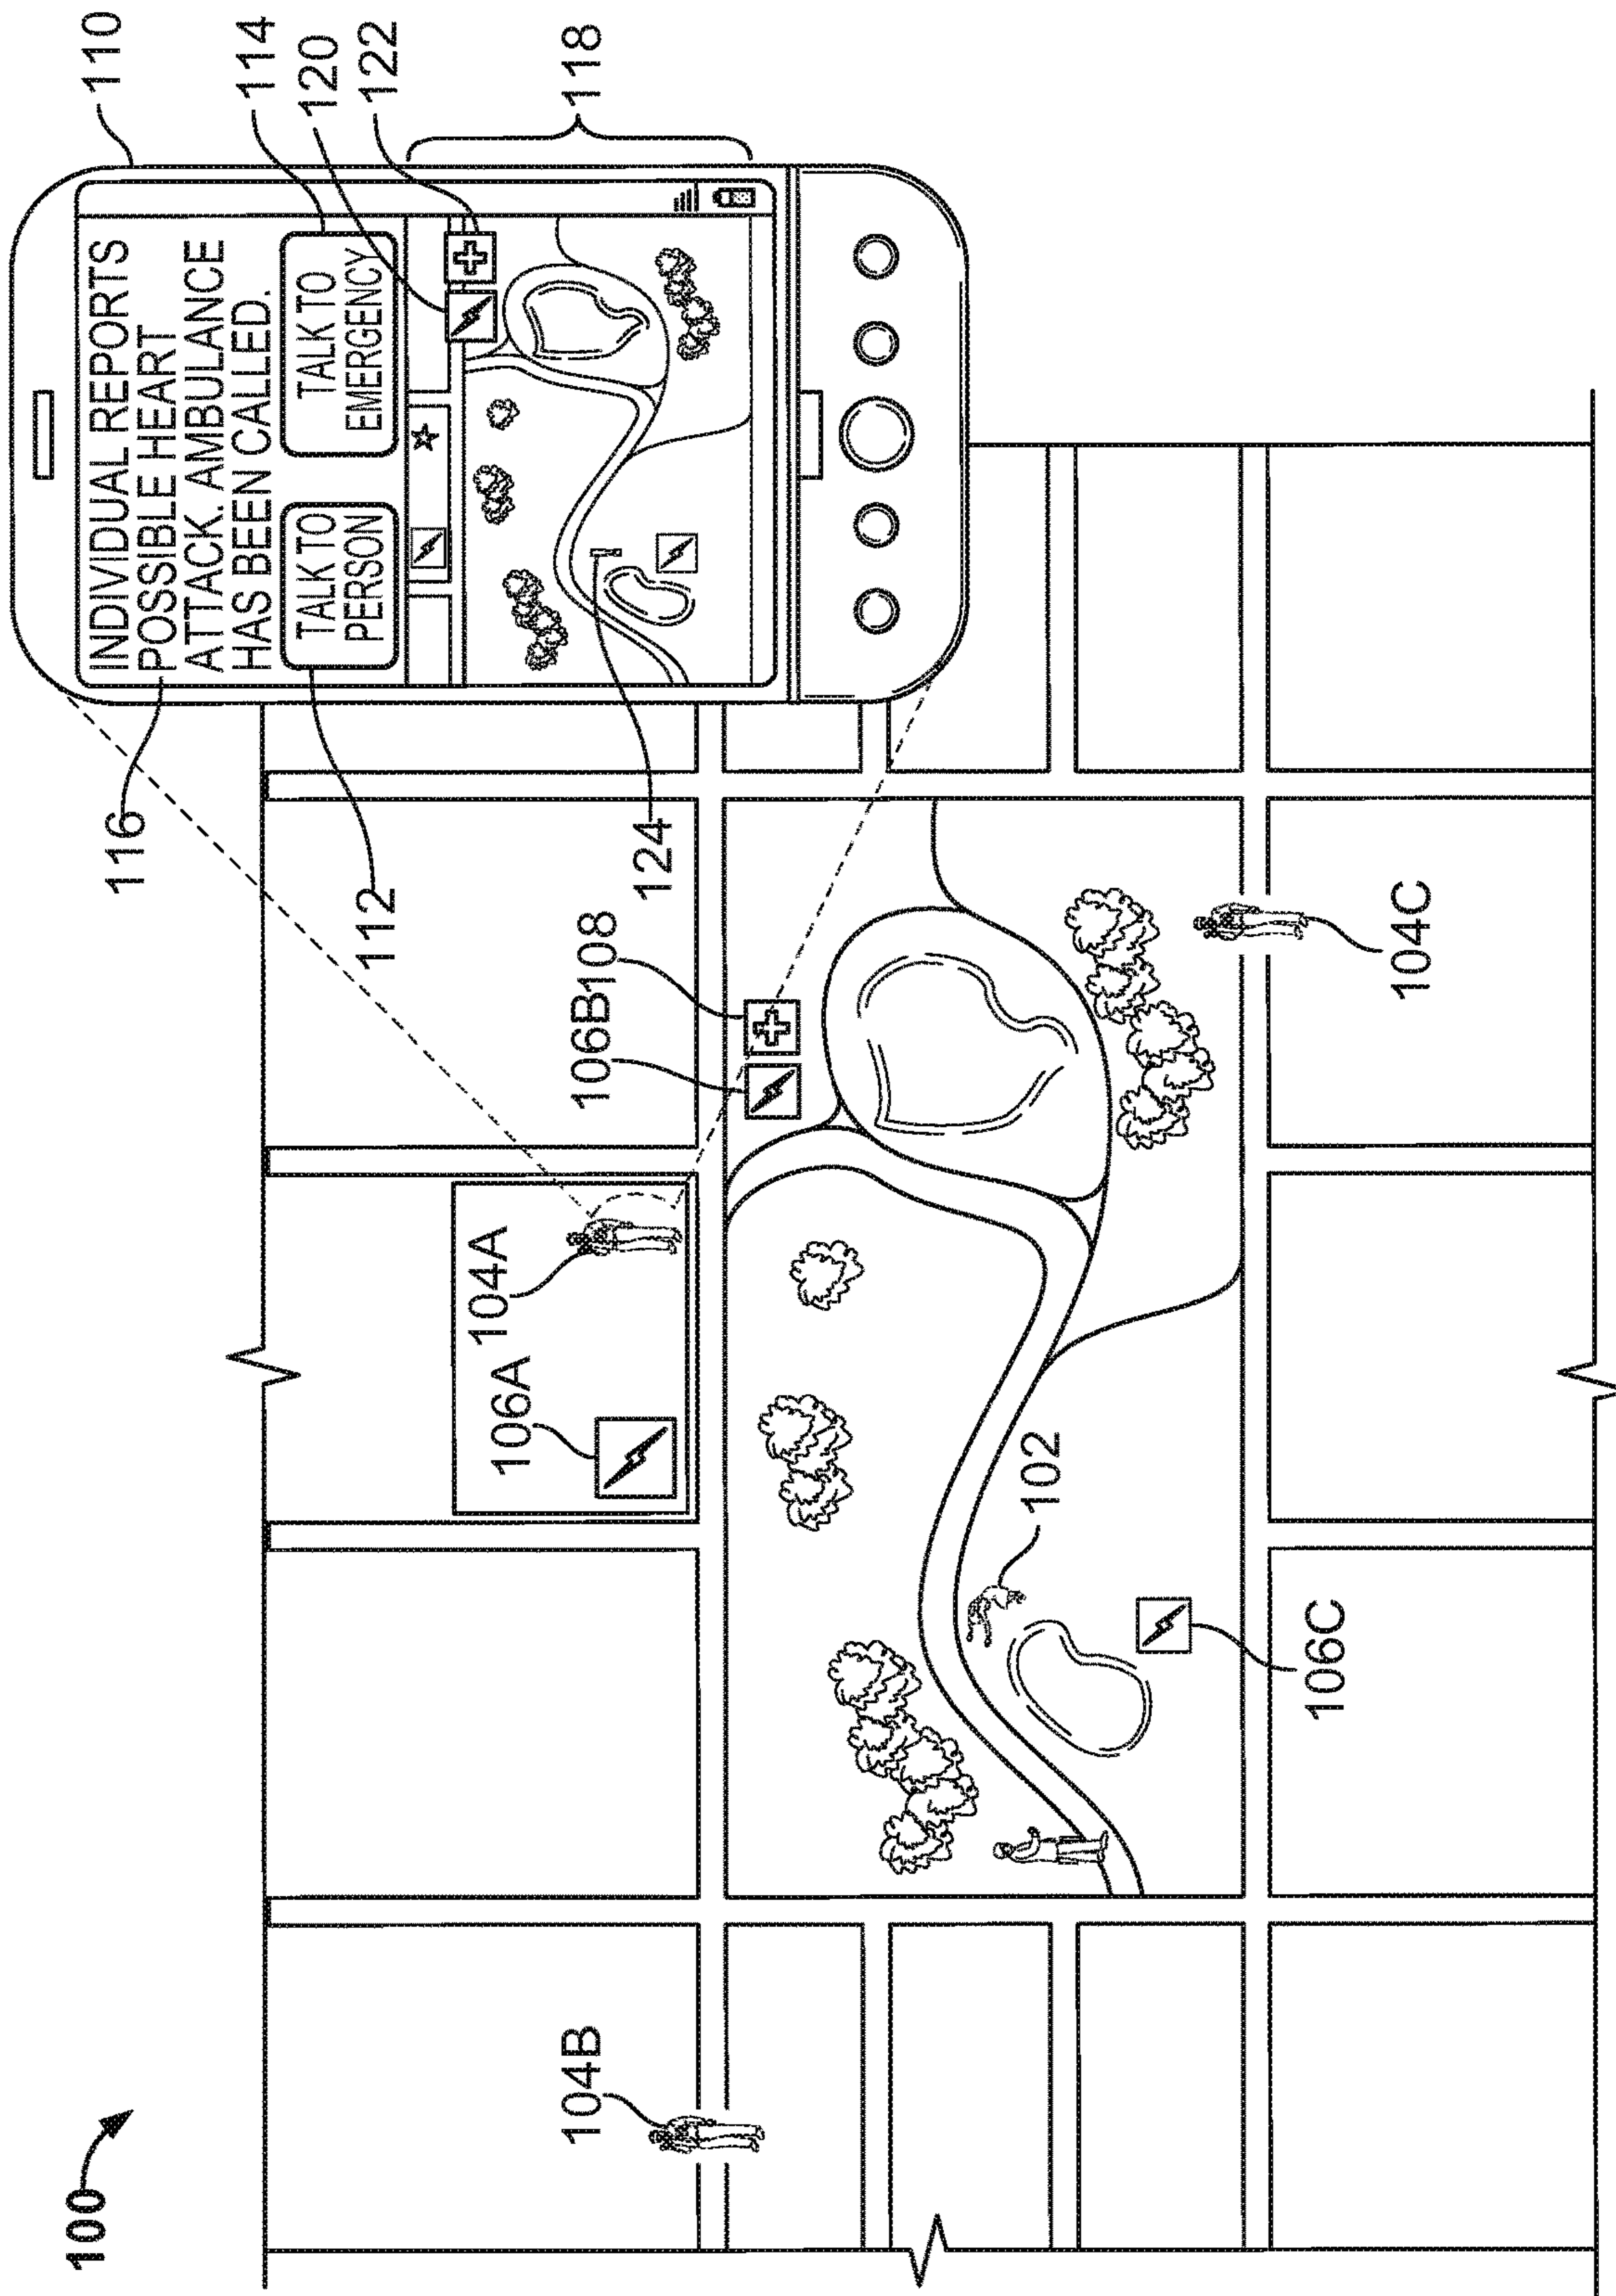 100
INDIVIDUAL REPORTS
POSSIBLE HEART
ATTACK. AMBULANCE
HAS BEEN CALLED.
TALK TO
PERSON
TALK TO
EMERGENCY
110
114
120
122
118
116
112
124
106B
108
104A
106A
104B
102
106C
104C